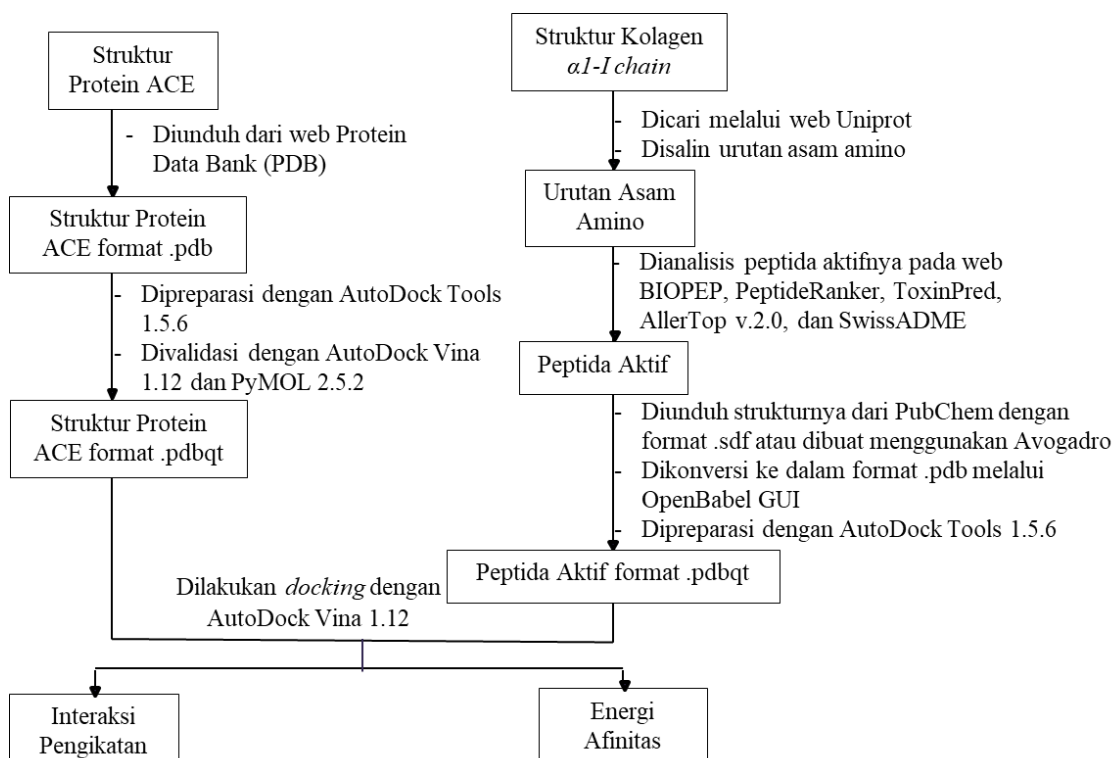 Struktur
Protein ACE
- Diunduh dari web Protein
Data Bank (PDB)
Struktur Protein
ACE format .pdb
- Dipreparasi dengan AutoDock Tools
1.5.6
- Divalidasi dengan AutoDock Vina
1.12 dan PyMOL 2.5.2
Struktur Protein
ACE format .pdbqt
Struktur Kolagen
α1-I chain
- Dicari melalui web Uniprot
- Disalin urutan asam amino
Urutan Asam
Amino
- Dianalisis peptida aktifnya pada web
BIOPEP, PeptideRanker, ToxinPred,
AllerTop v.2.0, dan SwissADME
Peptida Aktif
- Diunduh strukturnya dari PubChem dengan
format .sdf atau dibuat menggunakan Avogadro
- Dikonversi ke dalam format .pdb melalui
OpenBabel GUI
- Dipreparasi dengan AutoDock Tools 1.5.6
Peptida Aktif format .pdbqt
Dilakukan docking dengan
AutoDock Vina 1.12
Interaksi
Pengikatan
Energi
Afinitas